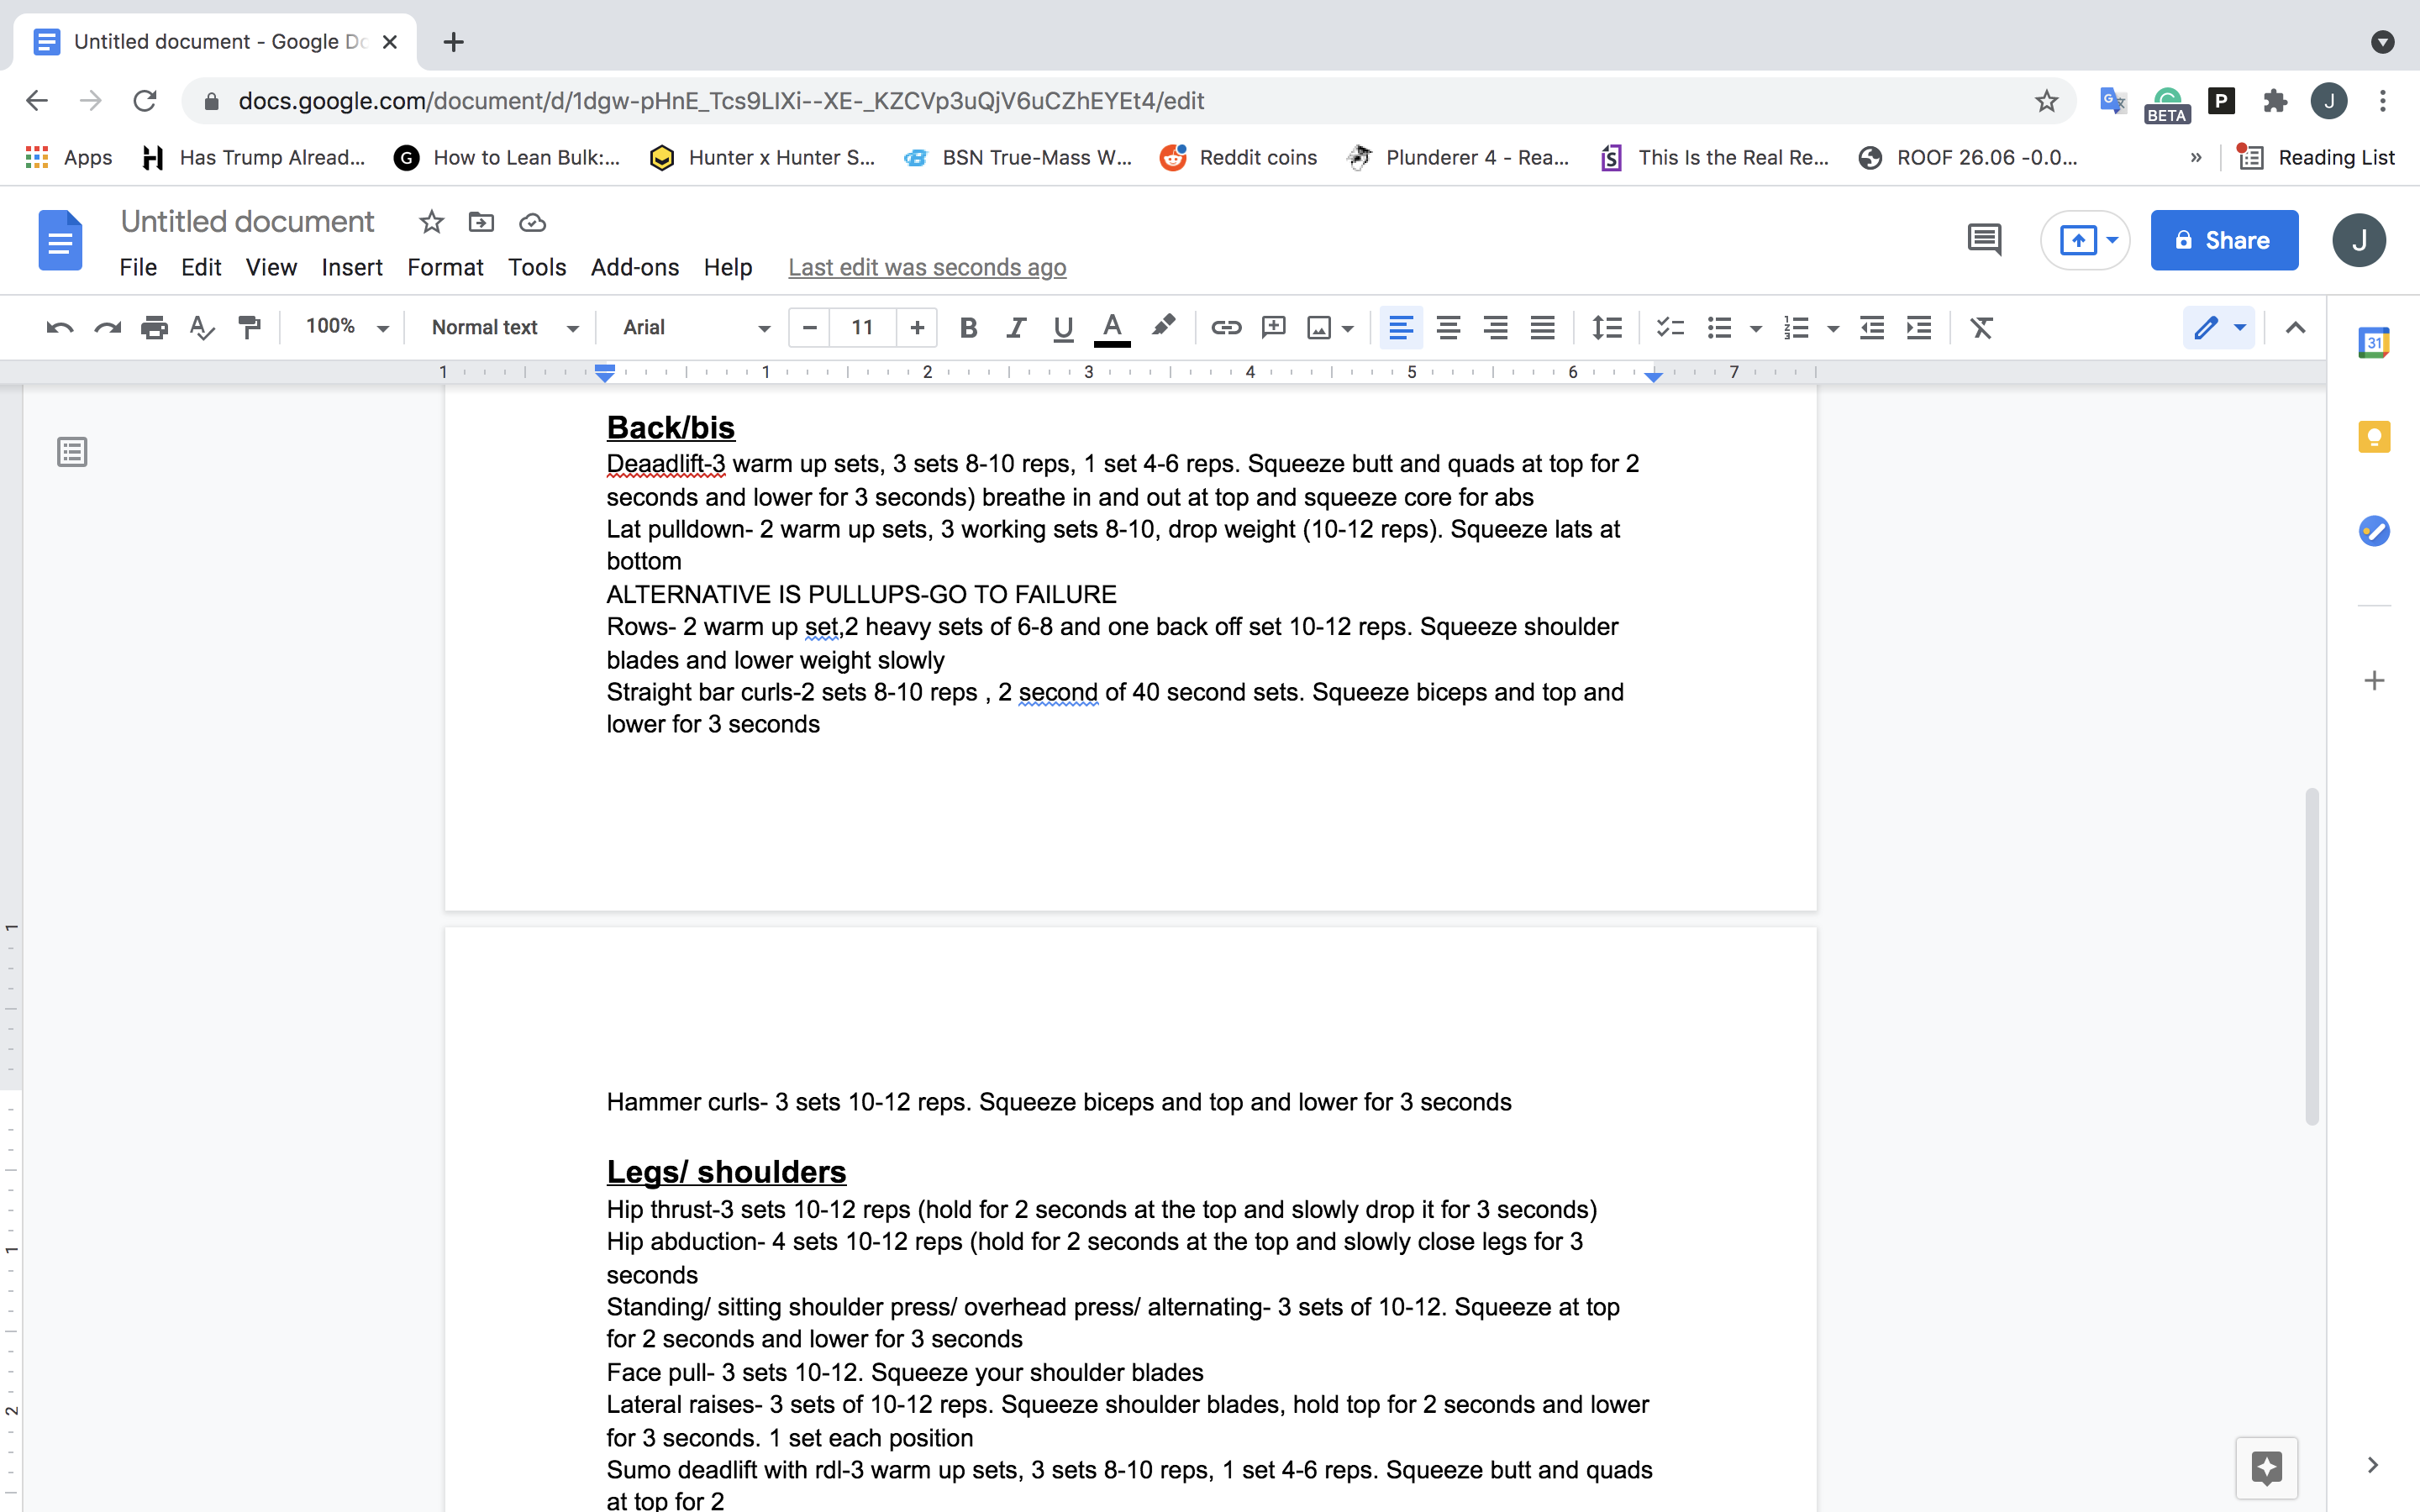 Untitled document - Google Do
docs.google.com/document/d/1dgw-pHnE_Tcs9LIXi--XE-_KZCVp3uQjV6uCZhEYEt4/edit
BETA
P
J
Apps
Has Trump Alread...
How to Lean Bulk:...
Hunter x Hunter S...
BSN True-Mass W...
Reddit coins
Plunderer 4 - Rea...
This Is the Real Re...
ROOF 26.06 -0.0...
»
Reading List
Untitled document
Share
J
File Edit View Insert Format Tools Add-ons Help Last edit was seconds ago
100% Normal text Arial 11 B I U A
31
1 1 2 3 4 5 6 7
Back/bis
Deaadlift-3 warm up sets, 3 sets 8-10 reps, 1 set 4-6 reps. Squeeze butt and quads at top for 2
seconds and lower for 3 seconds) breathe in and out at top and squeeze core for abs
Lat pulldown- 2 warm up sets, 3 working sets 8-10, drop weight (10-12 reps). Squeeze lats at
bottom
ALTERNATIVE IS PULLUPS-GO TO FAILURE
Rows- 2 warm up set,2 heavy sets of 6-8 and one back off set 10-12 reps. Squeeze shoulder
blades and lower weight slowly
Straight bar curls-2 sets 8-10 reps , 2 second of 40 second sets. Squeeze biceps and top and
lower for 3 seconds
1
Hammer curls- 3 sets 10-12 reps. Squeeze biceps and top and lower for 3 seconds
Legs/ shoulders
Hip thrust-3 sets 10-12 reps (hold for 2 seconds at the top and slowly drop it for 3 seconds)
Hip abduction- 4 sets 10-12 reps (hold for 2 seconds at the top and slowly close legs for 3
1
seconds
Standing/ sitting shoulder press/ overhead press/ alternating- 3 sets of 10-12. Squeeze at top
for 2 seconds and lower for 3 seconds
Face pull- 3 sets 10-12. Squeeze your shoulder blades
Lateral raises- 3 sets of 10-12 reps. Squeeze shoulder blades, hold top for 2 seconds and lower
2
for 3 seconds. 1 set each position
Sumo deadlift with rdl-3 warm up sets, 3 sets 8-10 reps, 1 set 4-6 reps. Squeeze butt and quads
at top for 2